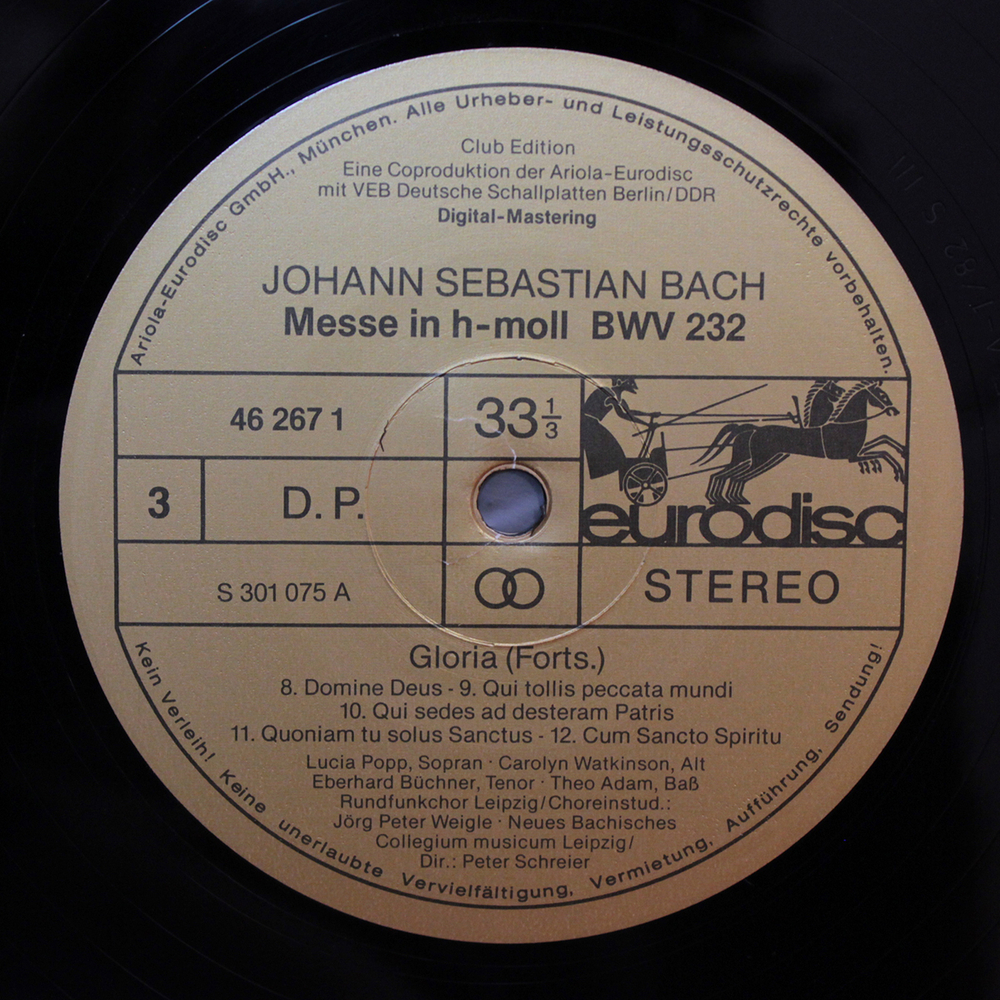 Ariola-Eurodisc GmbH., München. Alle Urheber- und Leistungsschutzrechte vorbehalten.
Club Edition
Eine Coproduktion der Ariola-Eurodisc
mit VEB Deutsche Schallplatten Berlin/DDR
Digital-Mastering
JOHANN SEBASTIAN BACH
Messe in h-moll BWV 232
46 267 1
33 1/3
3
D.P.
eurodisc
S 301 075 A
STEREO
Gloria (Forts.)
8. Domine Deus - 9. Qui tollis peccata mundi
10. Qui sedes ad desteram Patris
11. Quoniam tu solus Sanctus - 12. Cum Sancto Spiritu
Lucia Popp, Sopran · Carolyn Watkinson, Alt
Eberhard Büchner, Tenor · Theo Adam, Baß
Rundfunkchor Leipzig/Choreinstud.:
Jörg Peter Weigle · Neues Bachisches
Collegium musicum Leipzig/
Dir.: Peter Schreier
Kein Verleih! Keine unerlaubte Vervielfältigung, Vermietung, Aufführung, Sendung!